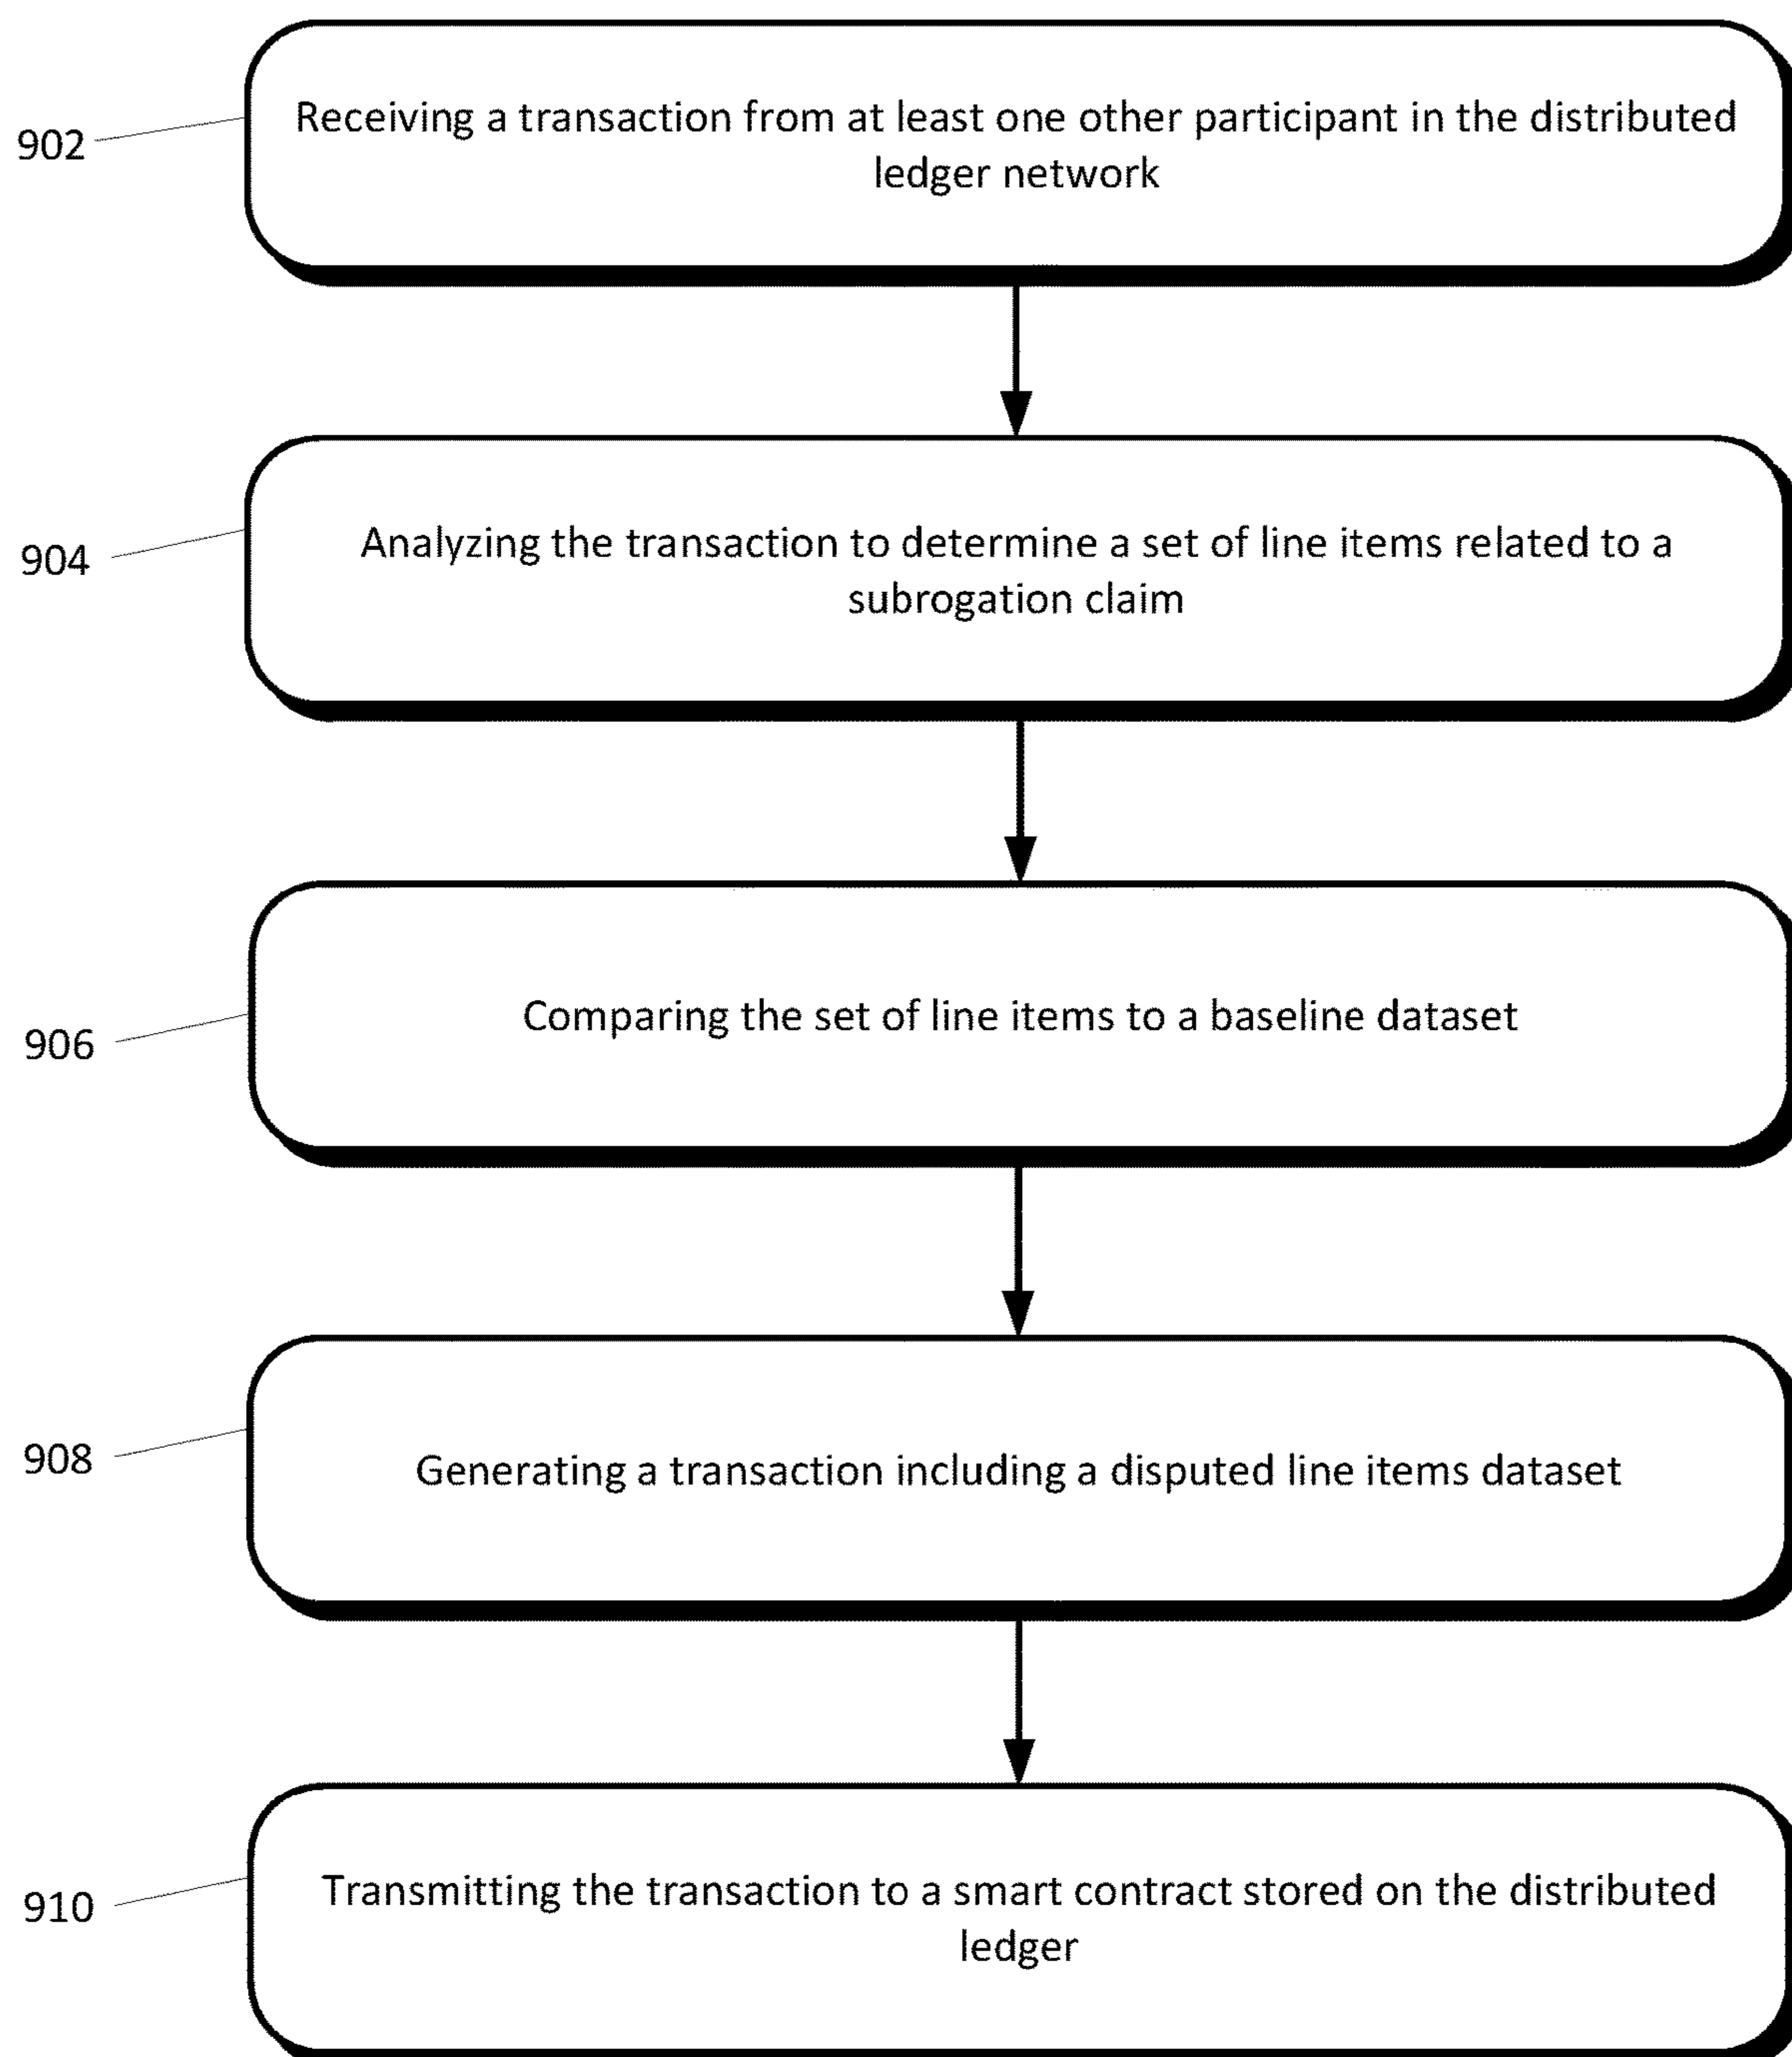 Receiving a transaction from at least one other participant in the distributed
ledger network
902
Analyzing the transaction to determine a set of line items related to a
subrogation claim
904
Comparing the set of line items to a baseline dataset
906
Generating a transaction including a disputed line items dataset
908
Transmitting the transaction to a smart contract stored on the distributed
ledger
910